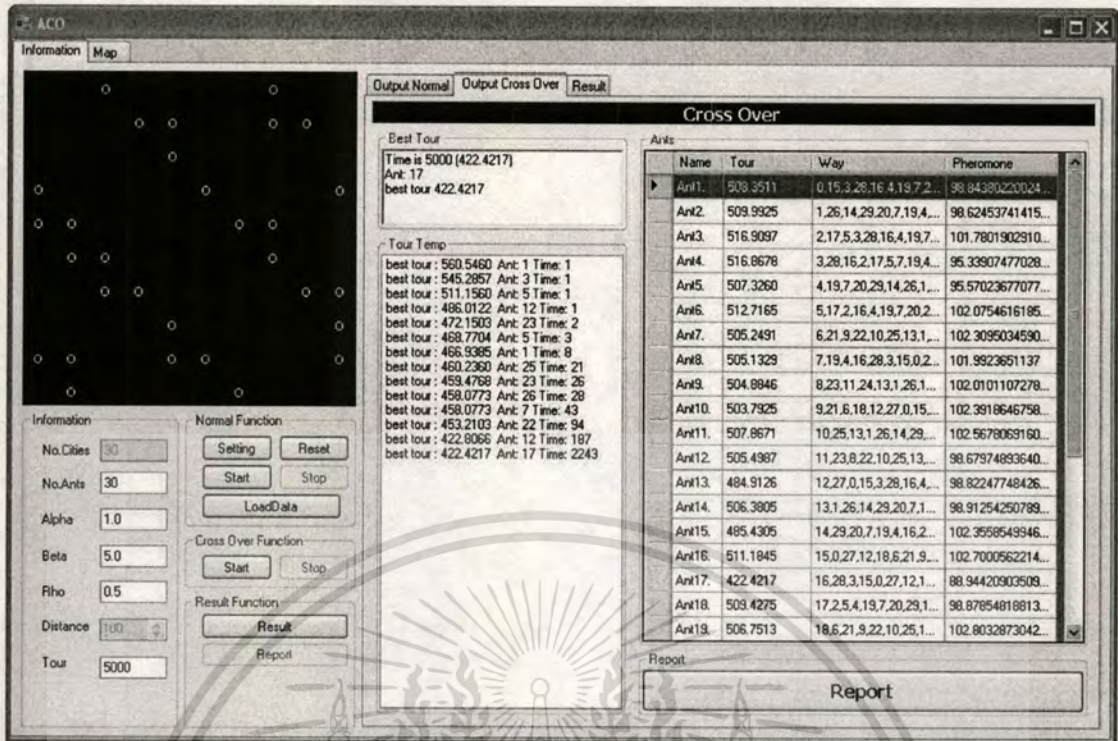 ACO
Information Map
Output Normal Output Cross Over Result
Cross Over
Best Tour
Time is 5000 (422.4217)
Ant: 17
best tour 422.4217
Tour Temp
best tour : 560.5460 Ant: 1 Time: 1
best tour : 545.2857 Ant: 3 Time: 1
best tour : 511.1560 Ant: 5 Time: 1
best tour : 486.0122 Ant: 12 Time: 1
best tour : 472.1503 Ant: 23 Time: 2
best tour : 468.7704 Ant: 5 Time: 3
best tour : 466.9385 Ant: 1 Time: 8
best tour : 460.2360 Ant: 25 Time: 21
best tour : 459.4768 Ant: 23 Time: 26
best tour : 458.0773 Ant: 26 Time: 28
best tour : 458.0773 Ant: 7 Time: 43
best tour : 453.2103 Ant: 22 Time: 94
best tour : 422.8066 Ant: 12 Time: 187
best tour : 422.4217 Ant: 17 Time: 2243
Ants
Name Tour Way Pheromone
Ant1. 508.3511 0,15,3,28,16,4,19,7,2... 98.84380220024...
Ant2. 509.9925 1,26,14,29,20,7,19,4,... 98.62453741415...
Ant3. 516.9097 2,17,5,3,28,16,4,19,7... 101.7801902910...
Ant4. 516.8678 3,28,16,2,17,5,7,19,4... 95.33907477028...
Ant5. 507.3260 4,19,7,20,29,14,26,1,... 95.57023677077...
Ant6. 512.7165 5,17,2,16,4,19,7,20,2... 102.0754616185...
Ant7. 505.2491 6,21,9,22,10,25,13,1,... 102.3095034590...
Ant8. 505.1329 7,19,4,16,28,3,15,0,2... 101.9923651137
Ant9. 504.8846 8,23,11,24,13,1,26,1... 102.0101107278...
Ant10. 503.7925 9,21,6,18,12,27,0,15,... 102.3918646758...
Ant11. 507.8671 10,25,13,1,26,14,29,... 102.5678069160...
Ant12. 505.4987 11,23,8,22,10,25,13,... 98.67974893640...
Ant13. 484.9126 12,27,0,15,3,28,16,4,... 98.82247748426...
Ant14. 506.3805 13,1,26,14,29,20,7,1... 98.91254250789...
Ant15. 485.4305 14,29,20,7,19,4,16,2... 102.3558549946...
Ant16. 511.1845 15,0,27,12,18,6,21,9,... 102.7000562214...
Ant17. 422.4217 16,28,3,15,0,27,12,1... 88.94420903509...
Ant18. 509.4275 17,2,5,4,19,7,20,29,1... 98.87854818813...
Ant19. 506.7513 18,6,21,9,22,10,25,1... 102.8032873042...
Report
Report
Information
No.Cities 30
No.Ants 30
Alpha 1.0
Beta 5.0
Rho 0.5
Distance 100
Tour 5000
Normal Function
Setting Reset
Start Stop
LoadData
Cross Over Function
Start Stop
Result Function
Result
Report